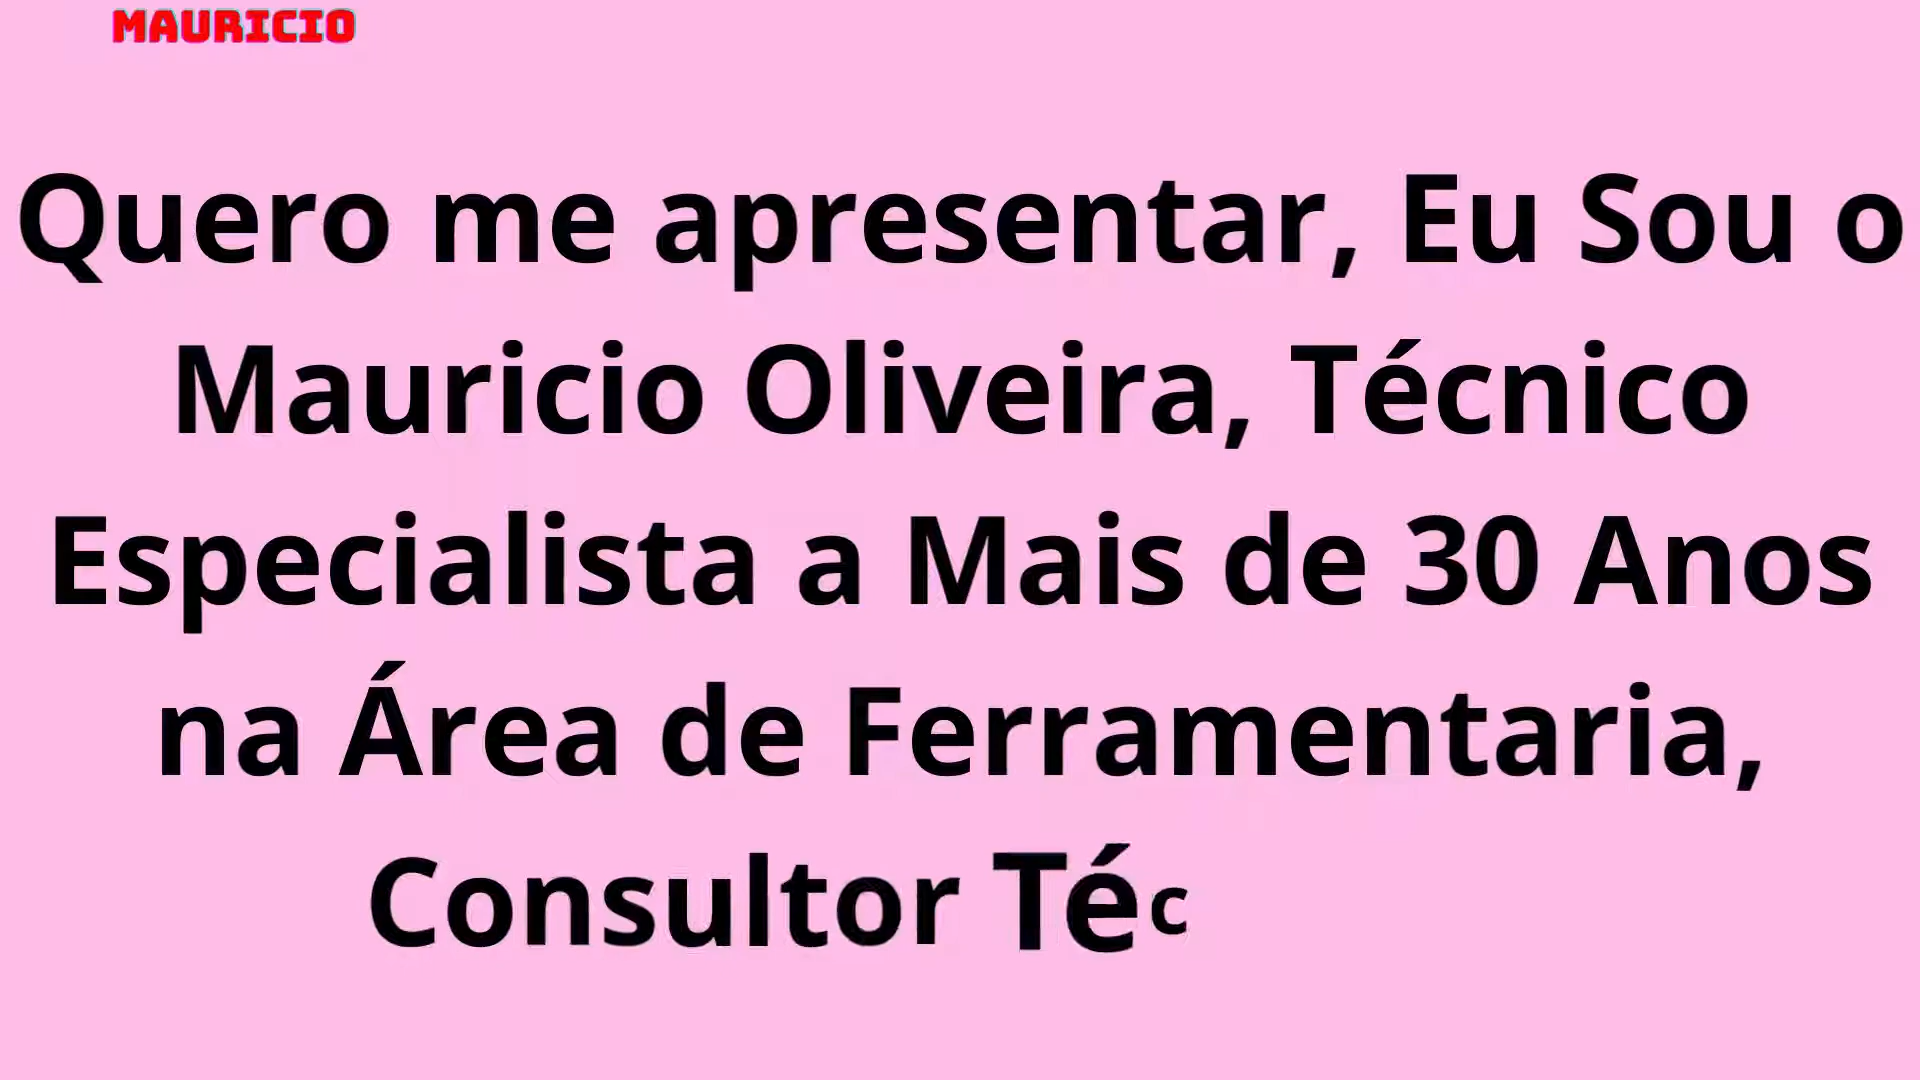 MAURICIO
Quero me apresentar, Eu Sou o
Mauricio Oliveira, Técnico
Especialista a Mais de 30 Anos
na Área de Ferramentaria,
Consultor Téc